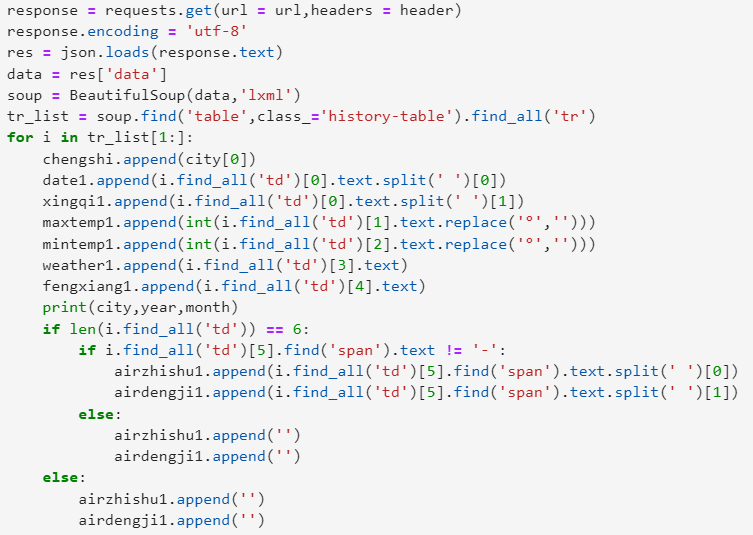 response = requests.get(url = url,headers = header)
response.encoding = 'utf-8'
res = json.loads(response.text)
data = res['data']
soup = BeautifulSoup(data,'lxml')
tr_list = soup.find('table',class_='history-table').find_all('tr')
for i in tr_list[1:]:
    chengshi.append(city[0])
    date1.append(i.find_all('td')[0].text.split(' ')[0])
    xingqi1.append(i.find_all('td')[0].text.split(' ')[1])
    maxtemp1.append(int(i.find_all('td')[1].text.replace('°','')))
    mintemp1.append(int(i.find_all('td')[2].text.replace('°','')))
    weather1.append(i.find_all('td')[3].text)
    fengxiang1.append(i.find_all('td')[4].text)
    print(city,year,month)
    if len(i.find_all('td')) == 6:
        if i.find_all('td')[5].find('span').text != '-':
            airzhishu1.append(i.find_all('td')[5].find('span').text.split(' ')[0])
            airdengji1.append(i.find_all('td')[5].find('span').text.split(' ')[1])
        else:
            airzhishu1.append('')
            airdengji1.append('')
    else:
        airzhishu1.append('')
        airdengji1.append('')